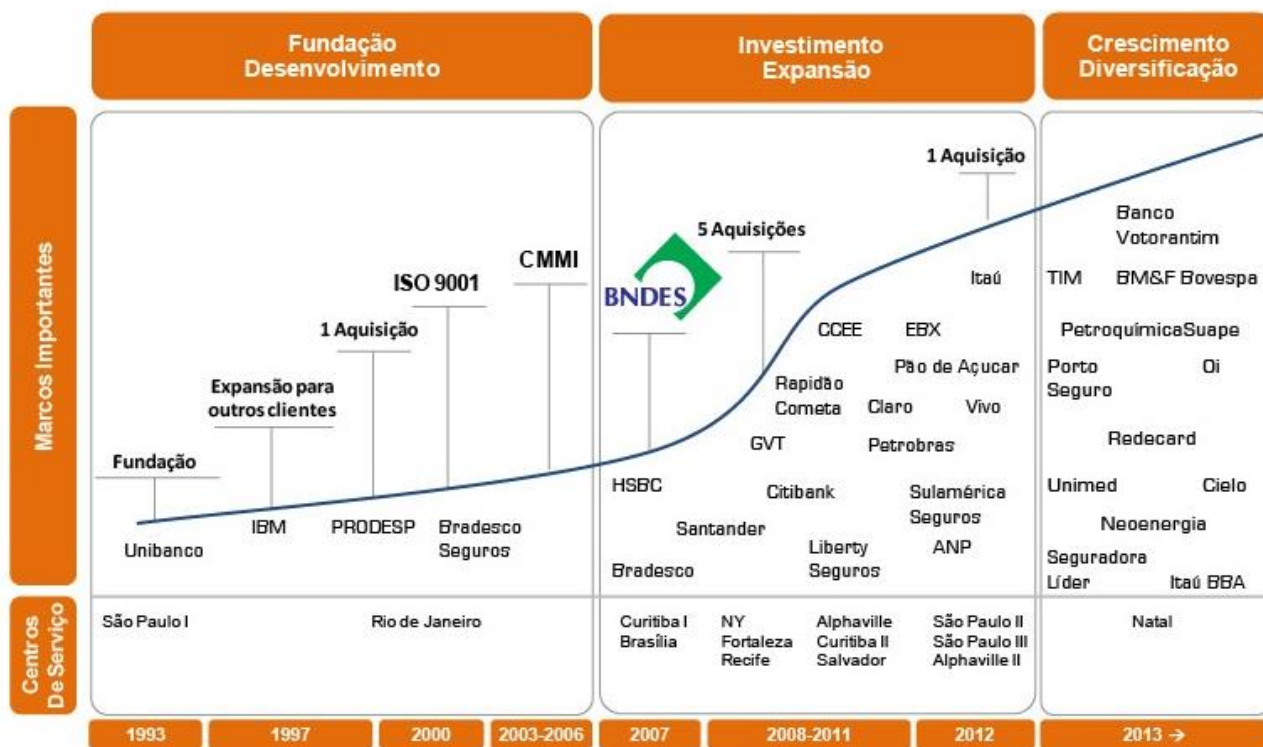 Fundação
Desenvolvimento
Investimento
Expansão
Crescimento
Diversificação
Marcos Importantes
Fundação
Expansão para
outros clientes
1 Aquisição
ISO 9001
CMMI
BNDES
5 Aquisições
1 Aquisição
Unibanco
IBM
PRODESP
Bradesco
Seguros
HSBC
Santander
Bradesco
GVT
Citibank
Rapidão
Cometa
CCEE
EBX
Itaú
Pão de Açucar
Claro
Vivo
Petrobras
Sulamérica
Seguros
Liberty
Seguros
ANP
Banco
Votorantim
TIM
BM&F Bovespa
PetroquímicaSuape
Porto
Seguro
Oi
Redecard
Unimed
Cielo
Neoenergia
Seguradora
Líder
Itaú BBA
Centros
De Serviço
São Paulo I
Rio de Janeiro
Curitiba I
Brasília
NY
Fortaleza
Recife
Alphaville
Curitiba II
Salvador
São Paulo II
São Paulo III
Alphaville II
Natal
1993
1997
2000
2003-2006
2007
2008-2011
2012
2013 →